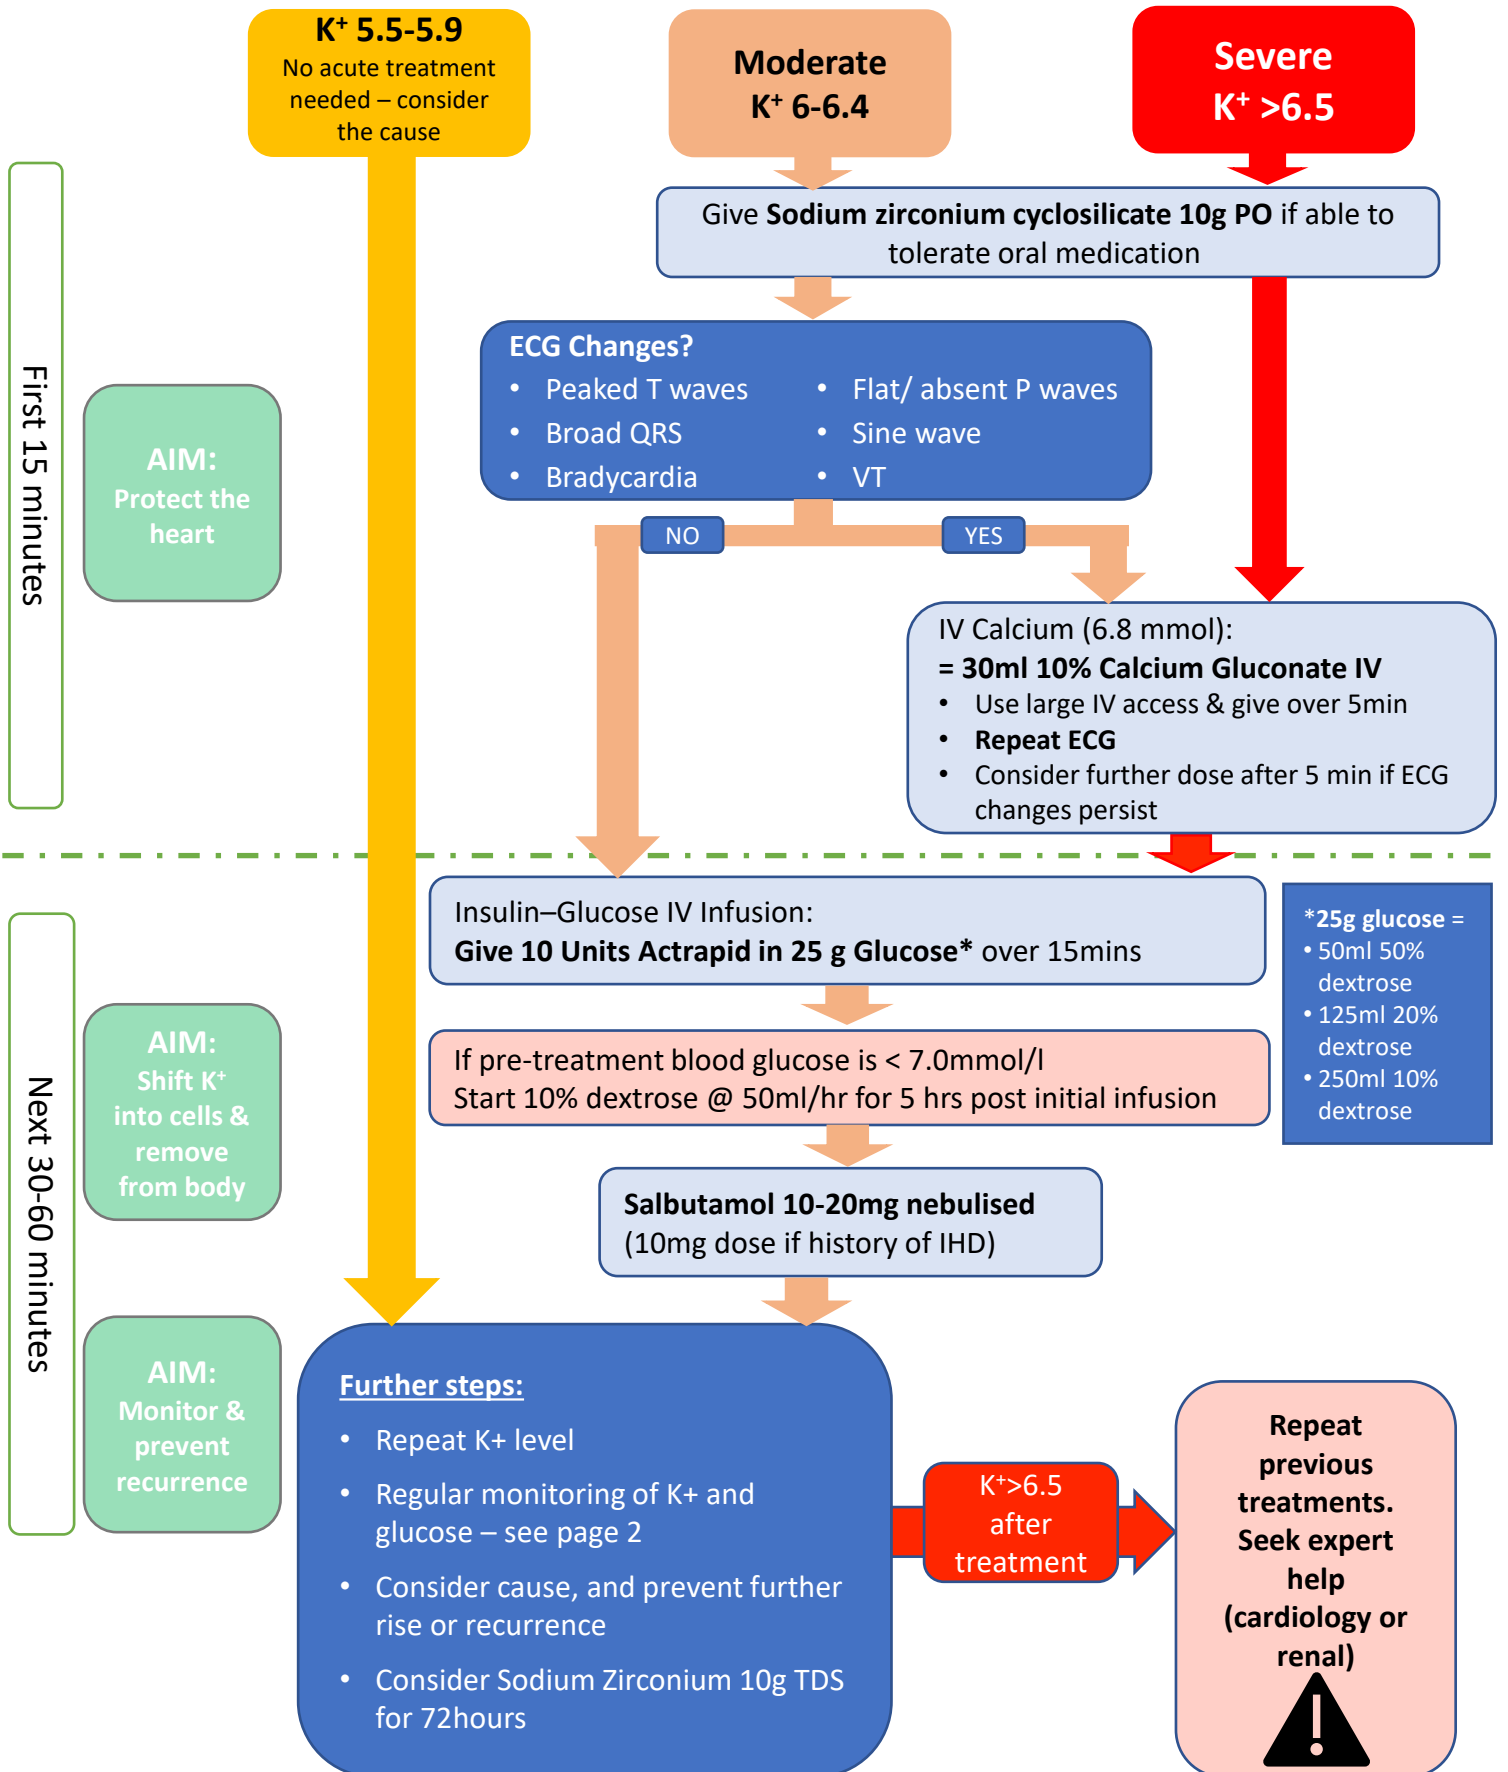 K⁺ 5.5-5.9
No acute treatment
needed – consider
the cause
Moderate
K⁺ 6-6.4
Severe
K⁺ >6.5
Give Sodium zirconium cyclosilicate 10g PO if able to
tolerate oral medication
First 15 minutes
AIM:
Protect the
heart
ECG Changes?
• Peaked T waves
• Broad QRS
• Bradycardia
• Flat/ absent P waves
• Sine wave
• VT
NO
YES
IV Calcium (6.8 mmol):
= 30ml 10% Calcium Gluconate IV
• Use large IV access & give over 5min
• Repeat ECG
• Consider further dose after 5 min if ECG
changes persist
Next 30-60 minutes
AIM:
Shift K⁺
into cells &
remove
from body
Insulin–Glucose IV Infusion:
Give 10 Units Actrapid in 25 g Glucose* over 15mins
*25g glucose =
• 50ml 50%
dextrose
• 125ml 20%
dextrose
• 250ml 10%
dextrose
If pre-treatment blood glucose is < 7.0mmol/l
Start 10% dextrose @ 50ml/hr for 5 hrs post initial infusion
Salbutamol 10-20mg nebulised
(10mg dose if history of IHD)
AIM:
Monitor &
prevent
recurrence
Further steps:
• Repeat K+ level
• Regular monitoring of K+ and
glucose – see page 2
• Consider cause, and prevent further
rise or recurrence
• Consider Sodium Zirconium 10g TDS
for 72hours
K⁺>6.5
after
treatment
Repeat
previous
treatments.
Seek expert
help
(cardiology or
renal)
!